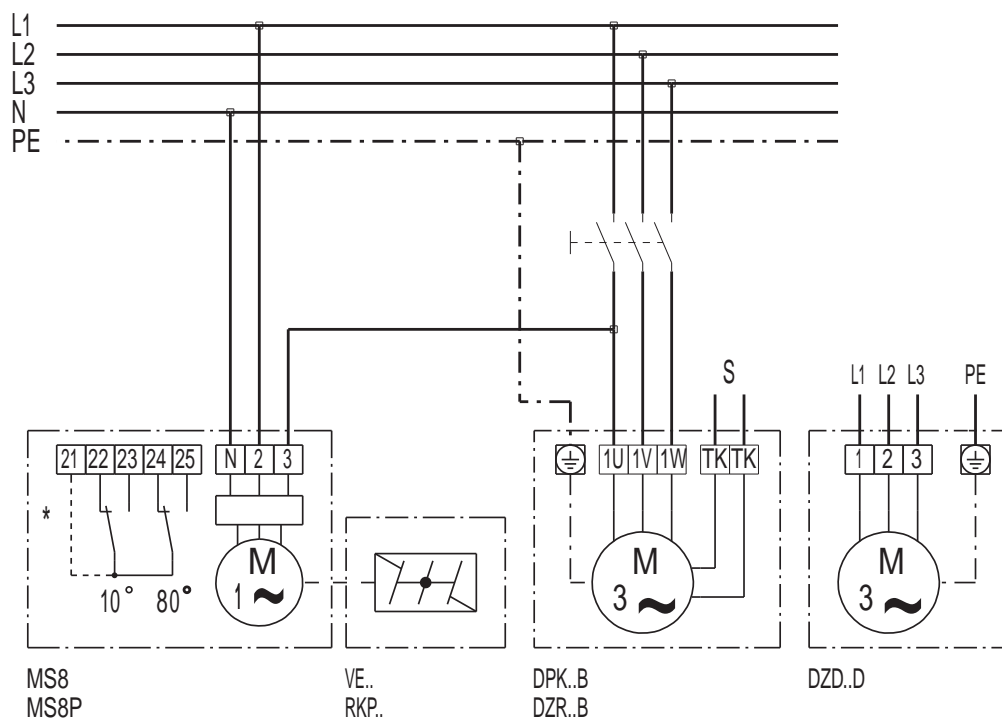 L1
L2
L3
N
PE
S
L1 L2 L3 PE
21 22 23 24 25 N 2 3 1U 1V 1W TK TK 1 2 3
*
10° 80°
M
1 ~
M
3 ~
M
3 ~
MS8
MS8P
VE..
RKP..
DPK..B
DZR..B
DZD..D